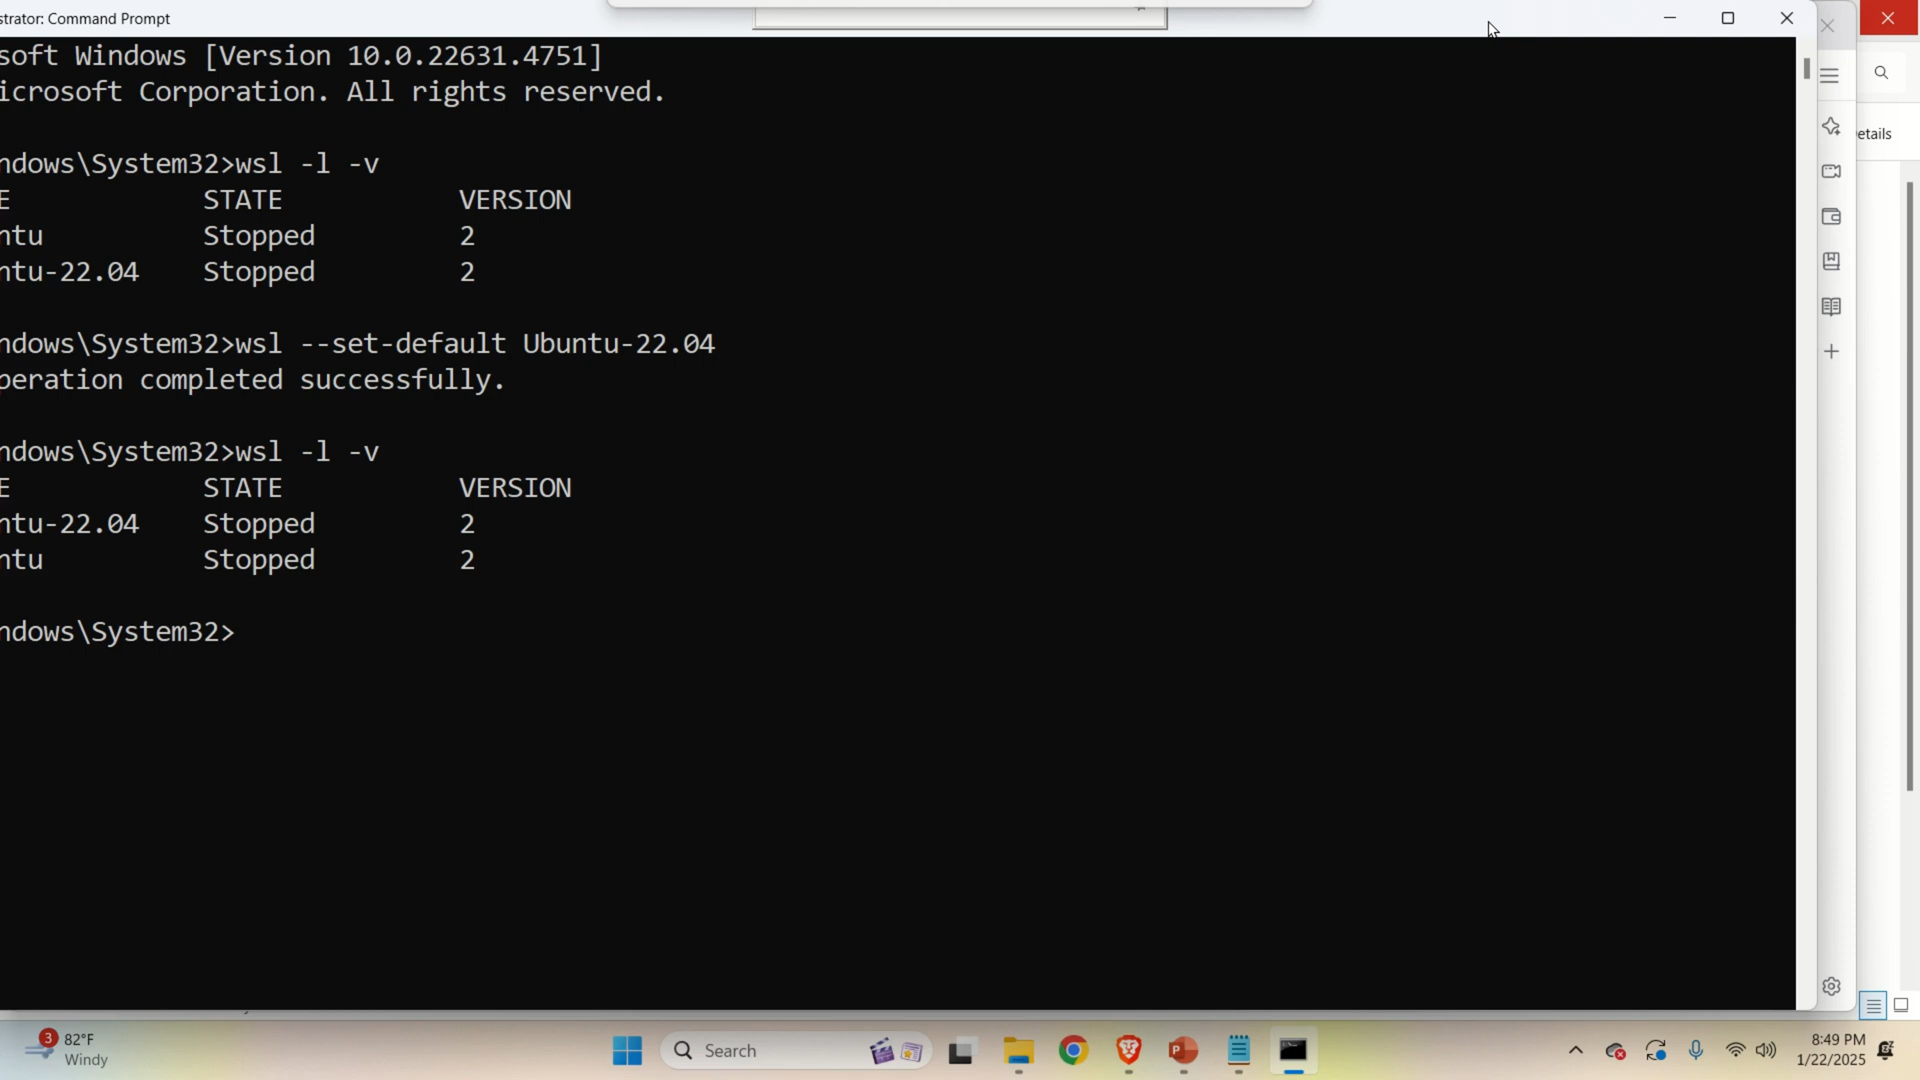 strator: Command Prompt
soft Windows [Version 10.0.22631.4751]
icrosoft Corporation. All rights reserved.
ndows\System32>wsl -l -v
E STATE VERSION
ntu Stopped 2
ntu-22.04 Stopped 2
ndows\System32>wsl --set-default Ubuntu-22.04
peration completed successfully.
ndows\System32>wsl -l -v
E STATE VERSION
ntu-22.04 Stopped 2
ntu Stopped 2
ndows\System32>
etails
3
82°F
Windy
Search
8:49 PM
1/22/2025